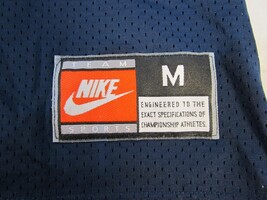 TEAM
NIKE
SPORTS
M
ENGINEERED TO THE
EXACT SPECIFICATIONS OF
CHAMPIONSHIP ATHLETES.